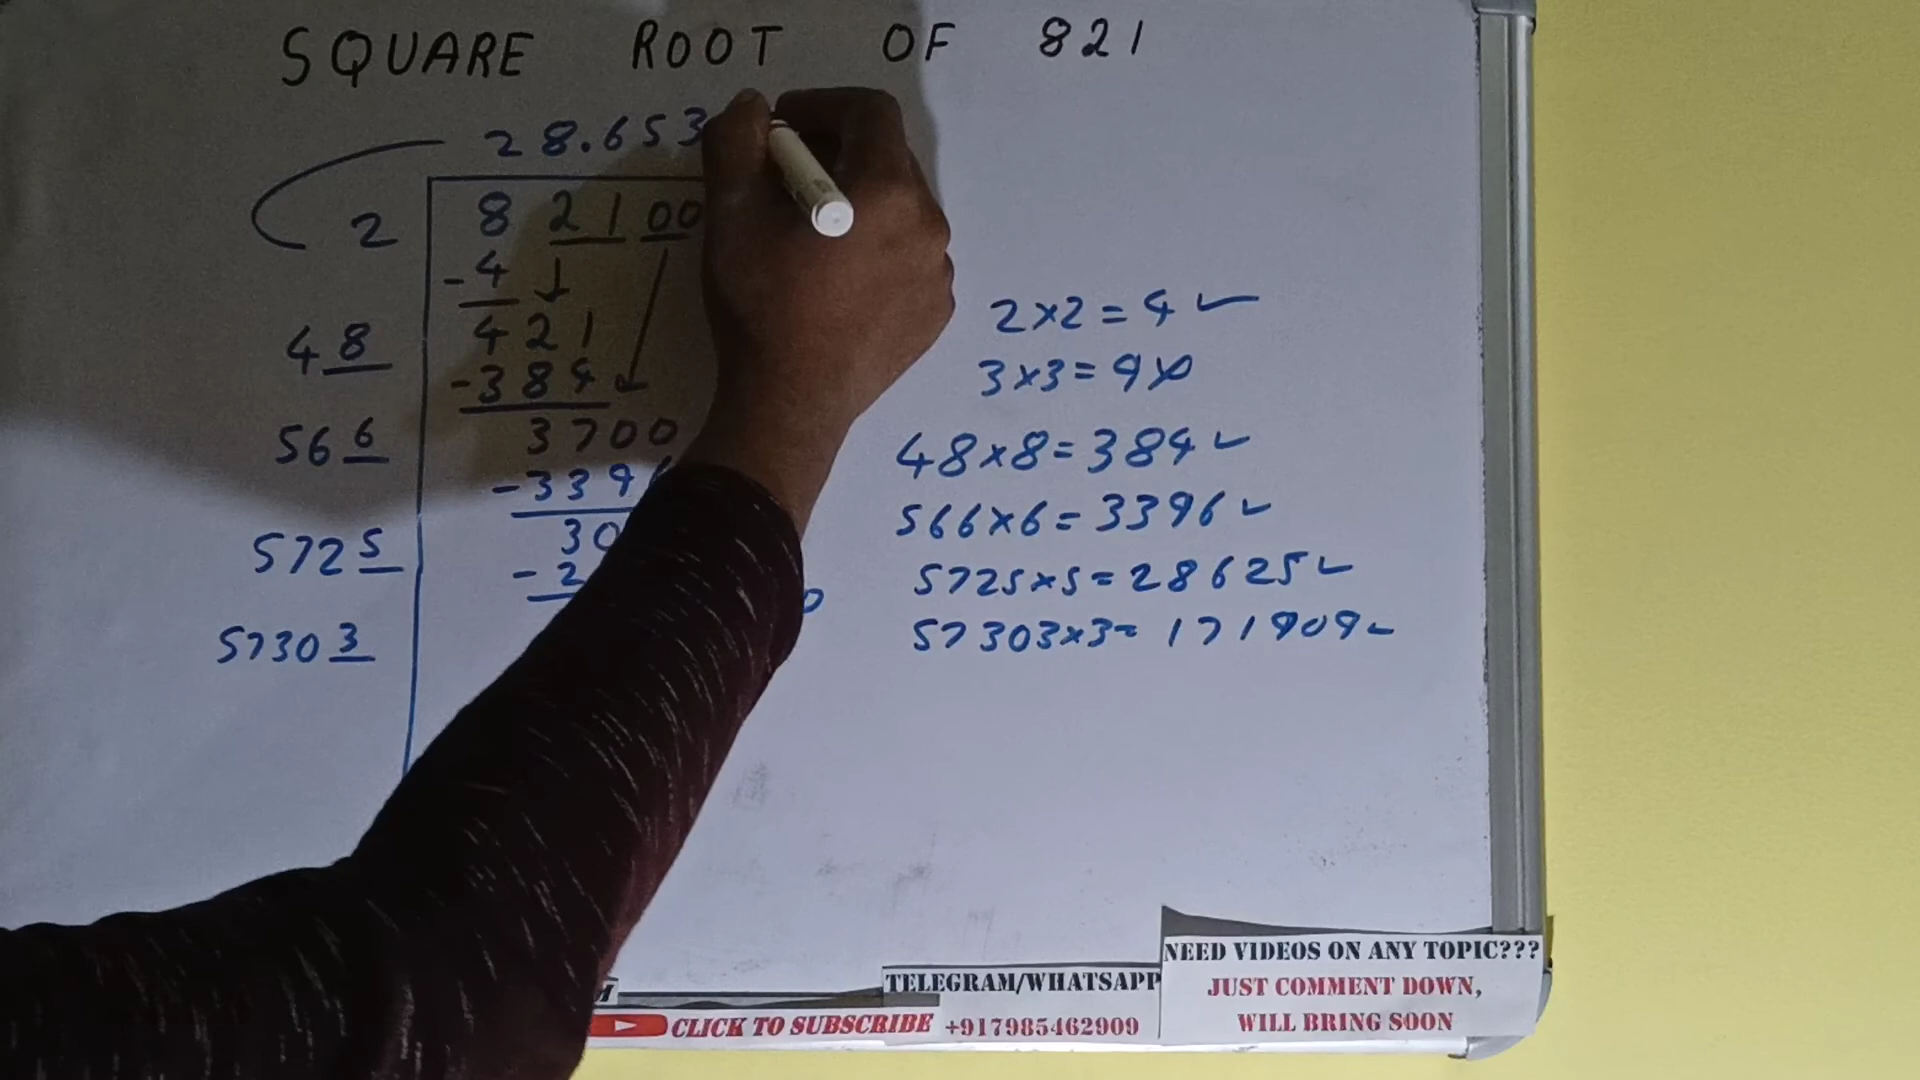 SQUARE ROOT OF 821
28.653
2 8 21 00
-4
48 421
-384
566 3700
-339
5725 30
-2
57303
2×2=4✓
3×3=9×
48×8=384✓
566×6=3396✓
5725×5=28625✓
57303×3=171909✓
NEED VIDEOS ON ANY TOPIC???
JUST COMMENT DOWN,
WILL BRING SOON
TELEGRAM/WHATSAPP
+917985462909
CLICK TO SUBSCRIBE